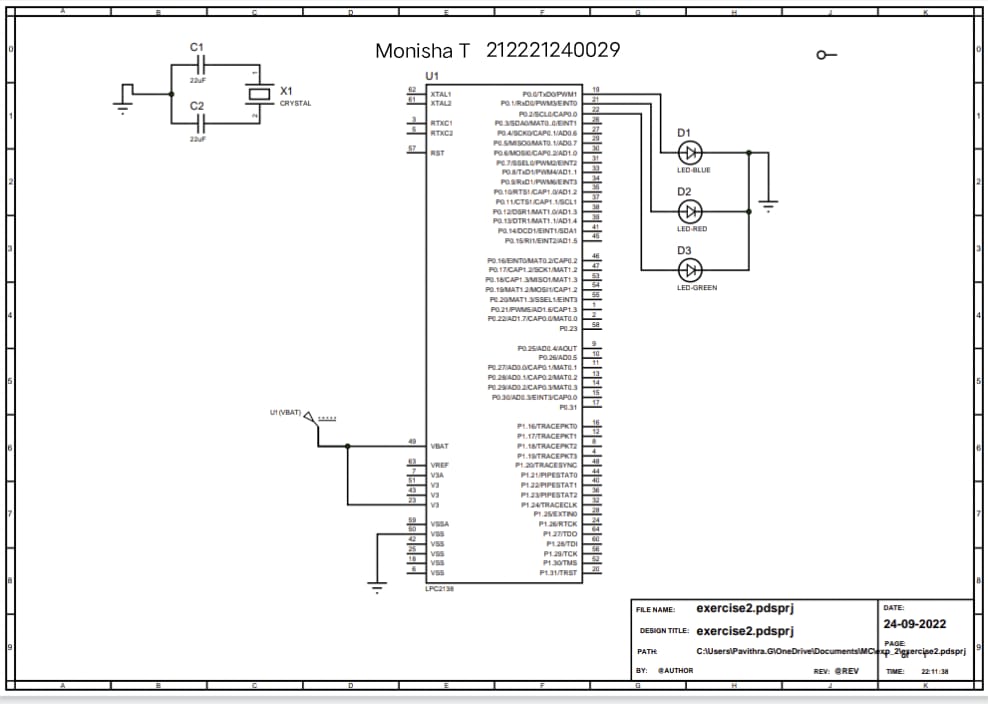 A B C D E F G H J K
Monisha T 212221240029
C1
22uF
C2
22uF
1
X1
CRYSTAL
2
U1
62 XTAL1
61 XTAL2
3 RTXC1
5 RTXC2
57 RST
49 VBAT
63 VREF
7 V3A
51 V3
43 V3
23 V3
59 VSSA
50 VSS
42 VSS
25 VSS
18 VSS
6 VSS
P0.0/TxD0/PWM1 19
P0.1/RxD0/PWM3/EINT0 21
P0.2/SCL0/CAP0.0 22
P0.3/SDA0/MAT0.0/EINT1 26
P0.4/SCK0/CAP0.1/AD0.6 27
P0.5/MISO0/MAT0.1/AD0.7 29
P0.6/MOSI0/CAP0.2/AD1.0 30
P0.7/SSEL0/PWM2/EINT2 31
P0.8/TxD1/PWM4/AD1.1 33
P0.9/RxD1/PWM6/EINT3 34
P0.10/RTS1/CAP1.0/AD1.2 35
P0.11/CTS1/CAP1.1/SCL1 37
P0.12/DSR1/MAT1.0/AD1.3 38
P0.13/DTR1/MAT1.1/AD1.4 39
P0.14/DCD1/EINT1/SDA1 41
P0.15/RI1/EINT2/AD1.5 45
P0.16/EINT0/MAT0.2/CAP0.2 46
P0.17/CAP1.2/SCK1/MAT1.2 47
P0.18/CAP1.3/MISO1/MAT1.3 53
P0.19/MAT1.2/MOSI1/CAP1.2 54
P0.20/MAT1.3/SSEL1/EINT3 55
P0.21/PWM5/AD1.6/CAP1.3 1
P0.22/AD1.7/CAP0.0/MAT0.0 2
P0.23 58
P0.25/AD0.4/AOUT 9
P0.26/AD0.5 10
P0.27/AD0.0/CAP0.1/MAT0.1 11
P0.28/AD0.1/CAP0.2/MAT0.2 13
P0.29/AD0.2/CAP0.3/MAT0.3 14
P0.30/AD0.3/EINT3/CAP0.0 15
P0.31 17
P1.16/TRACEPKT0 16
P1.17/TRACEPKT1 12
P1.18/TRACEPKT2 8
P1.19/TRACEPKT3 4
P1.20/TRACESYNC 48
P1.21/PIPESTAT0 44
P1.22/PIPESTAT1 40
P1.23/PIPESTAT2 36
P1.24/TRACECLK 32
P1.25/EXTIN0 28
P1.26/RTCK 24
P1.27/TDO 64
P1.28/TDI 60
P1.29/TCK 56
P1.30/TMS 52
P1.31/TRST 20
LPC2138
U1(VBAT)
D1
LED-BLUE
D2
LED-RED
D3
LED-GREEN
0 0
1 1
2 2
3 3
4 4
5 5
6 6
7 7
8 8
9 9
FILE NAME: exercise2.pdsprj
DESIGN TITLE: exercise2.pdsprj
PATH: C:\Users\Pavithra.G\OneDrive\Documents\MC\exp_2\exercise2.pdsprj
BY: @AUTHOR REV: @REV
DATE:
24-09-2022
PAGE:
TIME: 22:11:38
A B C D E F G H J K